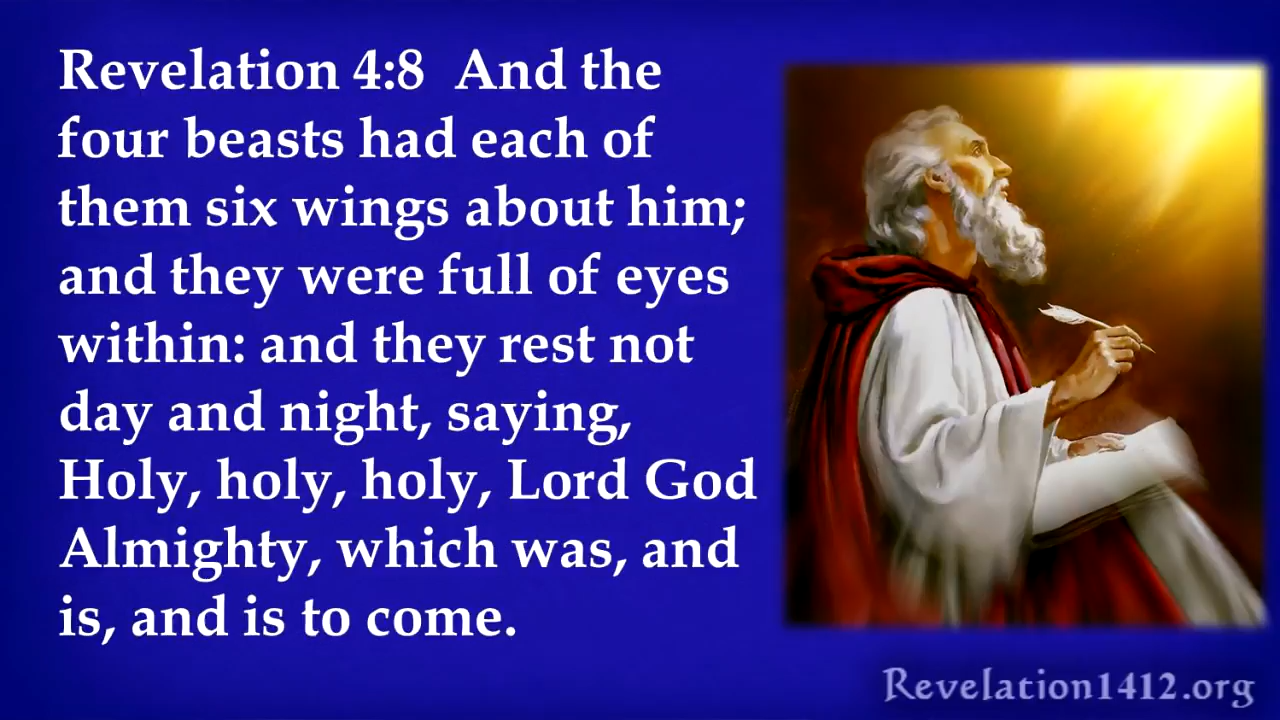 Revelation 4:8  And the
four beasts had each of
them six wings about him;
and they were full of eyes
within: and they rest not
day and night, saying,
Holy, holy, holy, Lord God
Almighty, which was, and
is, and is to come.
Revelation1412.org